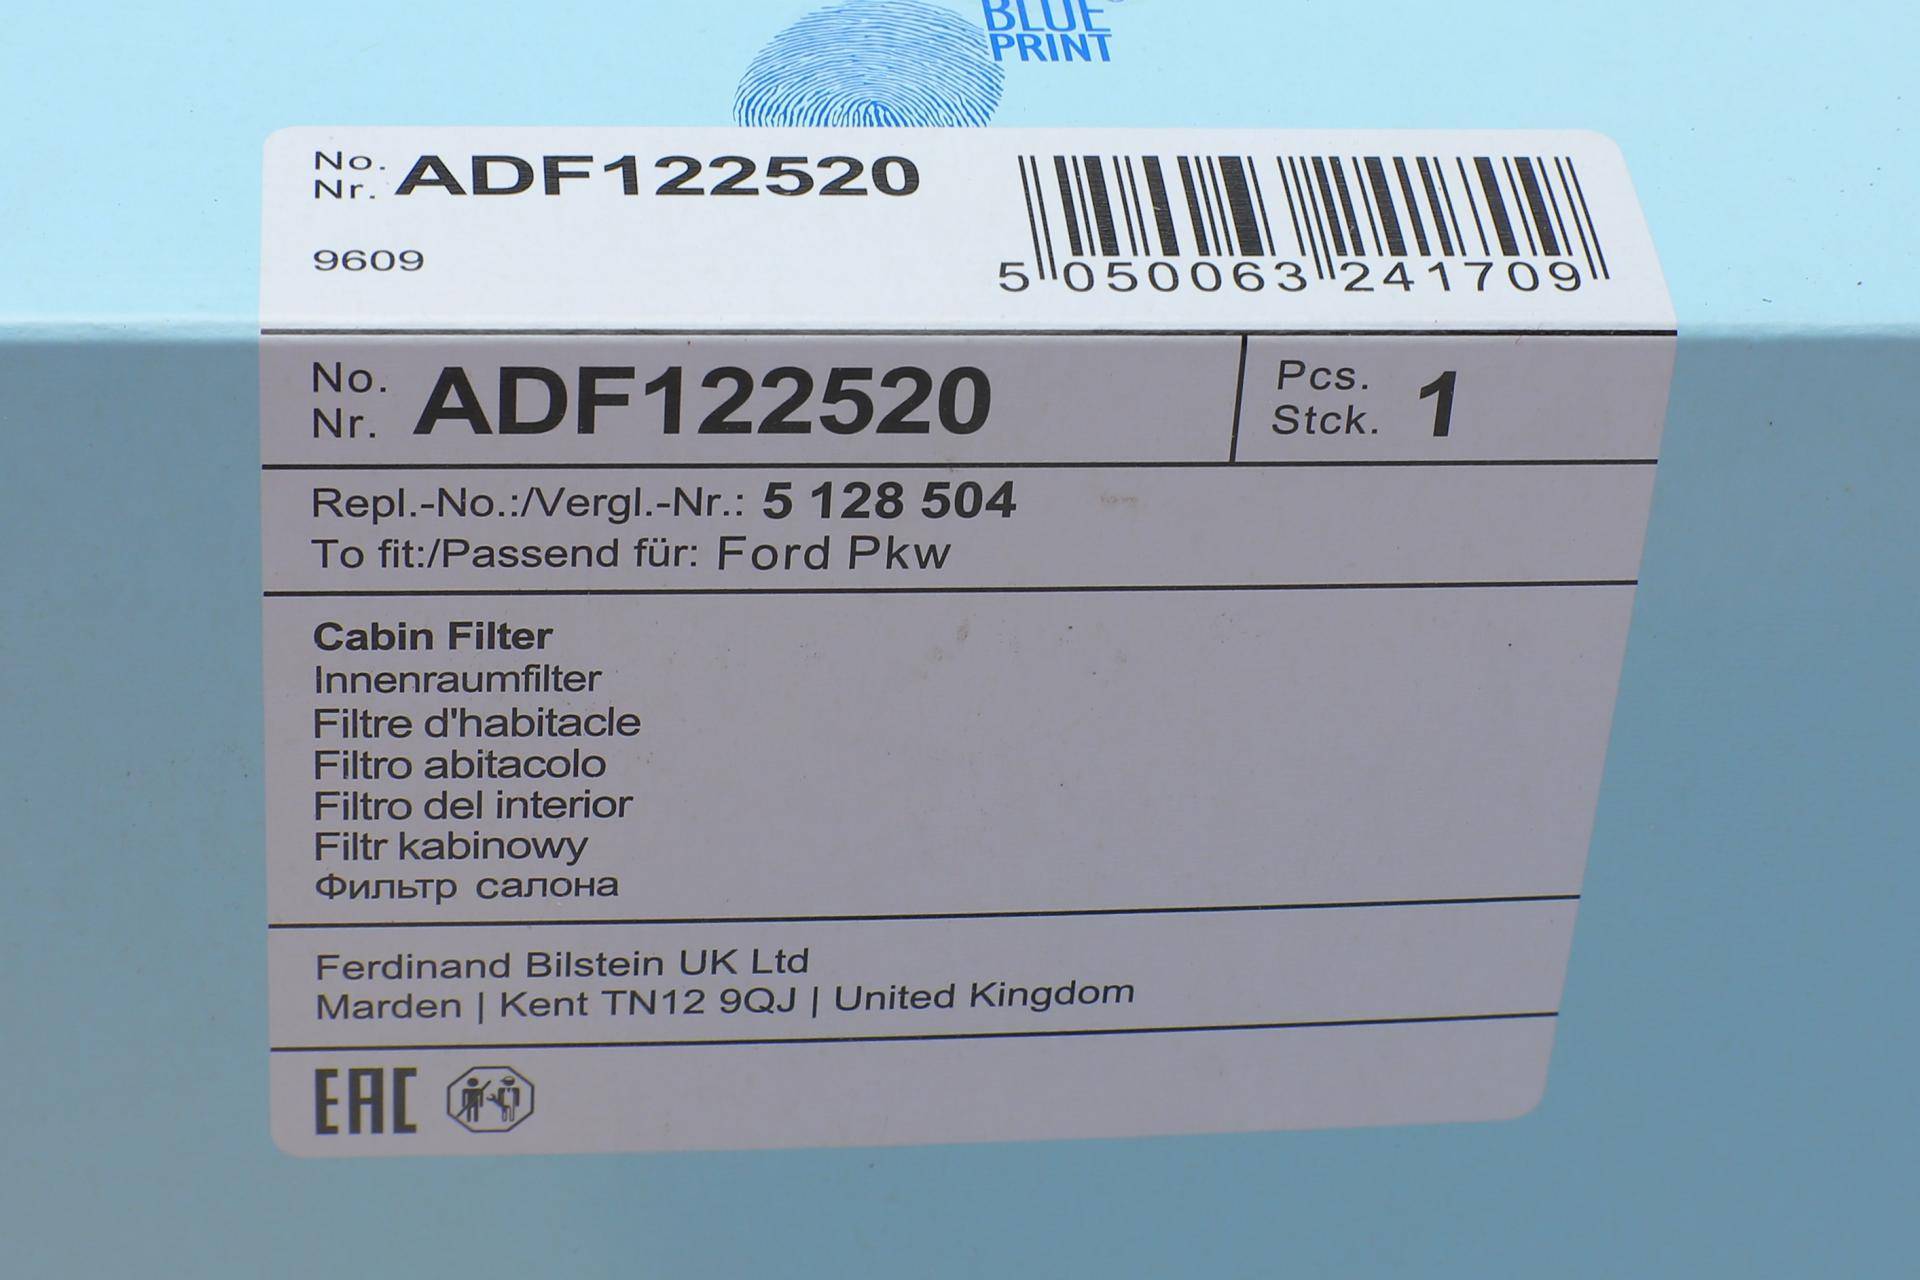 BLUE
PRINT
No.
Nr. ADF122520
9609
5 050063 241709
No.
Nr. ADF122520
Pcs.
Stck. 1
Repl.-No.:/Vergl.-Nr.: 5 128 504
To fit:/Passend für: Ford Pkw
Cabin Filter
Innenraumfilter
Filtre d'habitacle
Filtro abitacolo
Filtro del interior
Filtr kabinowy
Фильтр салона
Ferdinand Bilstein UK Ltd
Marden | Kent TN12 9QJ | United Kingdom
EAC